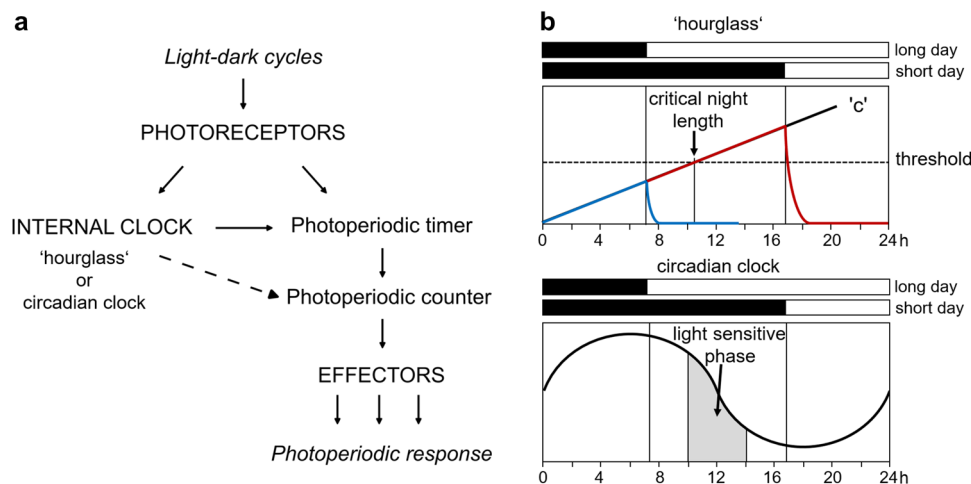 a
Light-dark cycles
PHOTORECEPTORS
INTERNAL CLOCK
Photoperiodic timer
'hourglass'
or
circadian clock
Photoperiodic counter
EFFECTORS
Photoperiodic response
b
'hourglass'
long day
short day
critical night
length
'c'
threshold
0 4 8 12 16 20 24 h
circadian clock
long day
short day
light sensitive
phase
0 4 8 12 16 20 24 h